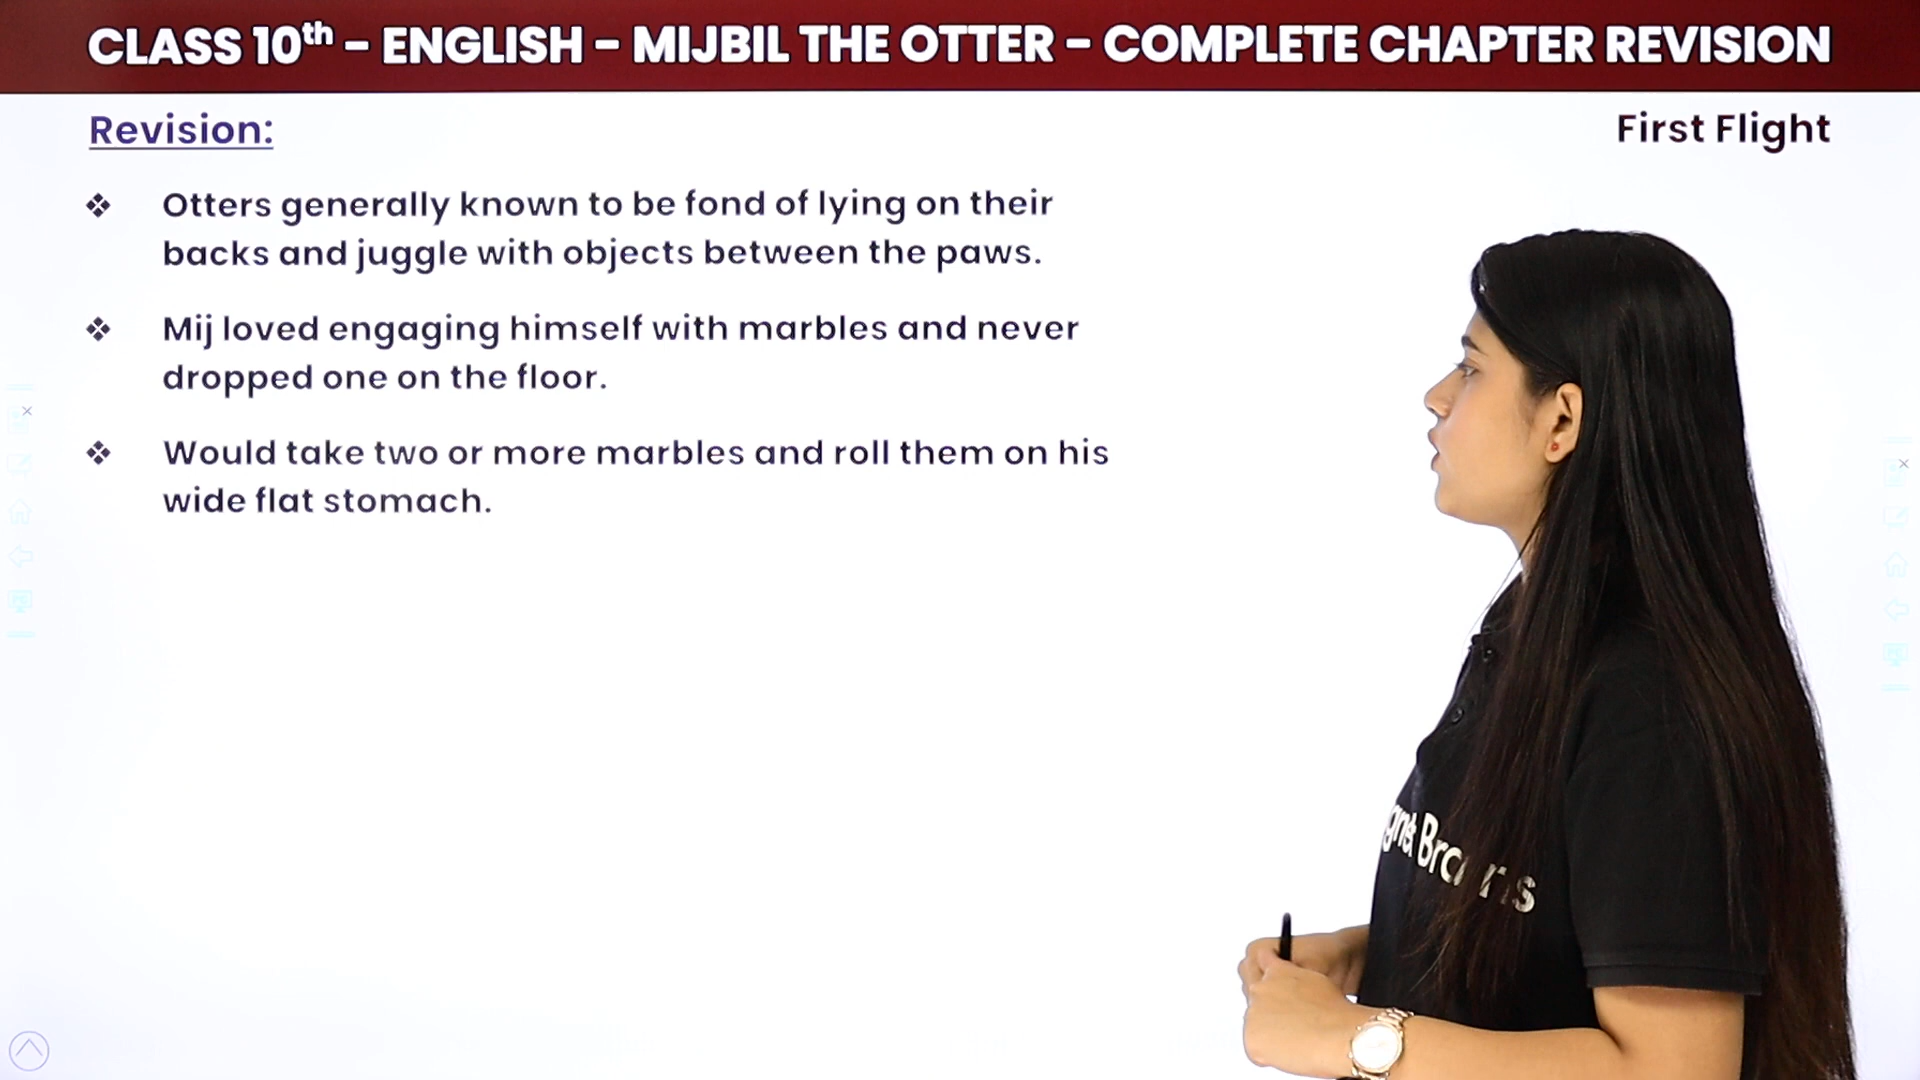 CLASS 10th – ENGLISH – MIJBIL THE OTTER – COMPLETE CHAPTER REVISION
Revision:
First Flight
❖ Otters generally known to be fond of lying on their
backs and juggle with objects between the paws.
❖ Mij loved engaging himself with marbles and never
dropped one on the floor.
❖ Would take two or more marbles and roll them on his
wide flat stomach.